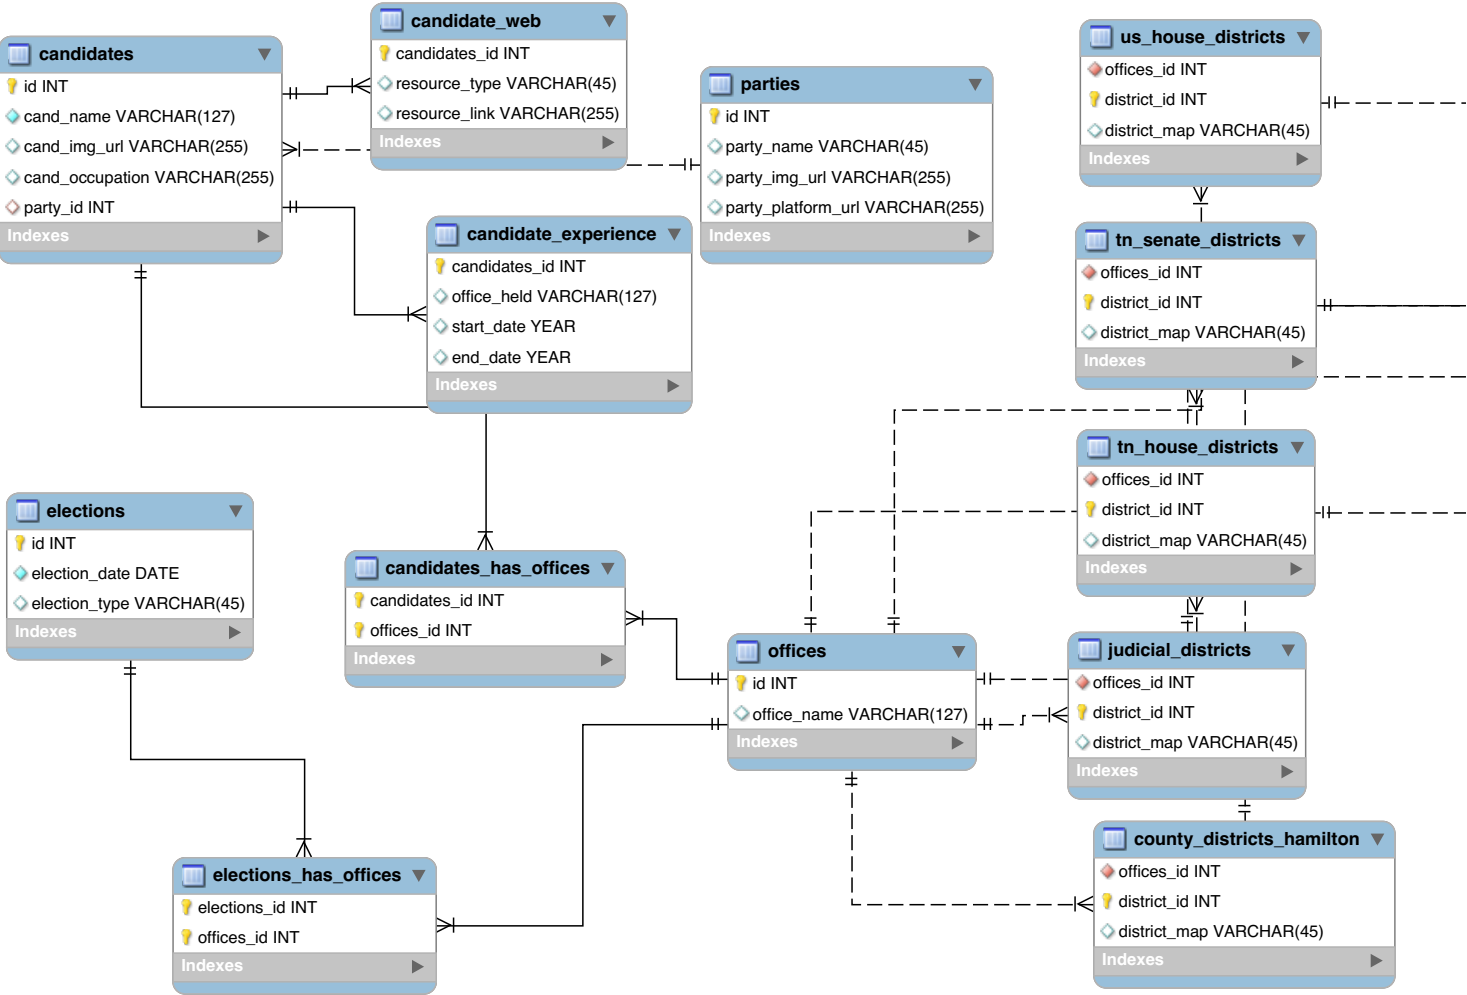 candidates
id INT
cand_name VARCHAR(127)
cand_img_url VARCHAR(255)
cand_occupation VARCHAR(255)
party_id INT
Indexes
candidate_web
candidates_id INT
resource_type VARCHAR(45)
resource_link VARCHAR(255)
Indexes
parties
id INT
party_name VARCHAR(45)
party_img_url VARCHAR(255)
party_platform_url VARCHAR(255)
Indexes
us_house_districts
offices_id INT
district_id INT
district_map VARCHAR(45)
Indexes
candidate_experience
candidates_id INT
office_held VARCHAR(127)
start_date YEAR
end_date YEAR
Indexes
tn_senate_districts
offices_id INT
district_id INT
district_map VARCHAR(45)
Indexes
tn_house_districts
offices_id INT
district_id INT
district_map VARCHAR(45)
Indexes
elections
id INT
election_date DATE
election_type VARCHAR(45)
Indexes
candidates_has_offices
candidates_id INT
offices_id INT
Indexes
offices
id INT
office_name VARCHAR(127)
Indexes
judicial_districts
offices_id INT
district_id INT
district_map VARCHAR(45)
Indexes
elections_has_offices
elections_id INT
offices_id INT
Indexes
county_districts_hamilton
offices_id INT
district_id INT
district_map VARCHAR(45)
Indexes